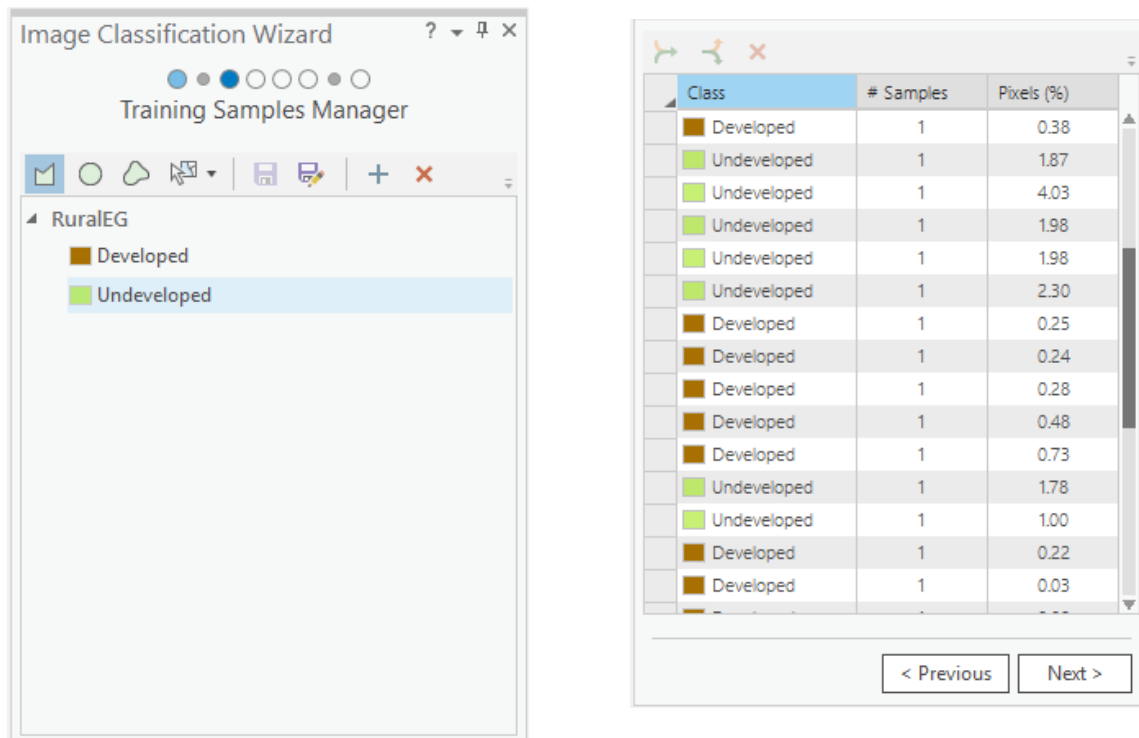 Image Classification Wizard
Training Samples Manager
RuralEG
Developed
Undeveloped
Class # Samples Pixels (%)
Developed 1 0.38
Undeveloped 1 1.87
Undeveloped 1 4.03
Undeveloped 1 1.98
Undeveloped 1 1.98
Undeveloped 1 2.30
Developed 1 0.25
Developed 1 0.24
Developed 1 0.28
Developed 1 0.48
Developed 1 0.73
Undeveloped 1 1.78
Undeveloped 1 1.00
Developed 1 0.22
Developed 1 0.03
< Previous Next >